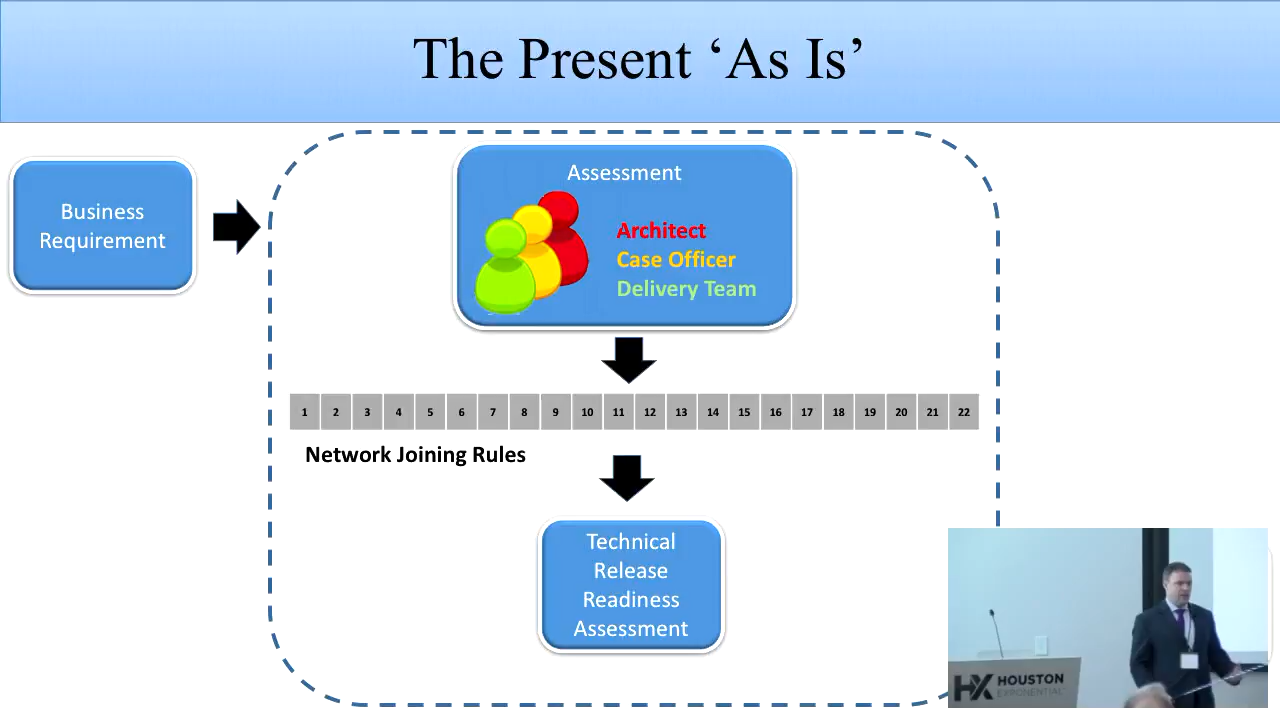 The Present ‘As Is’
Business
Requirement
Assessment
Architect
Case Officer
Delivery Team
1 2 3 4 5 6 7 8 9 10 11 12 13 14 15 16 17 18 19 20 21 22
Network Joining Rules
Technical
Release
Readiness
Assessment
HX HOUSTON
EXPONENTIAL